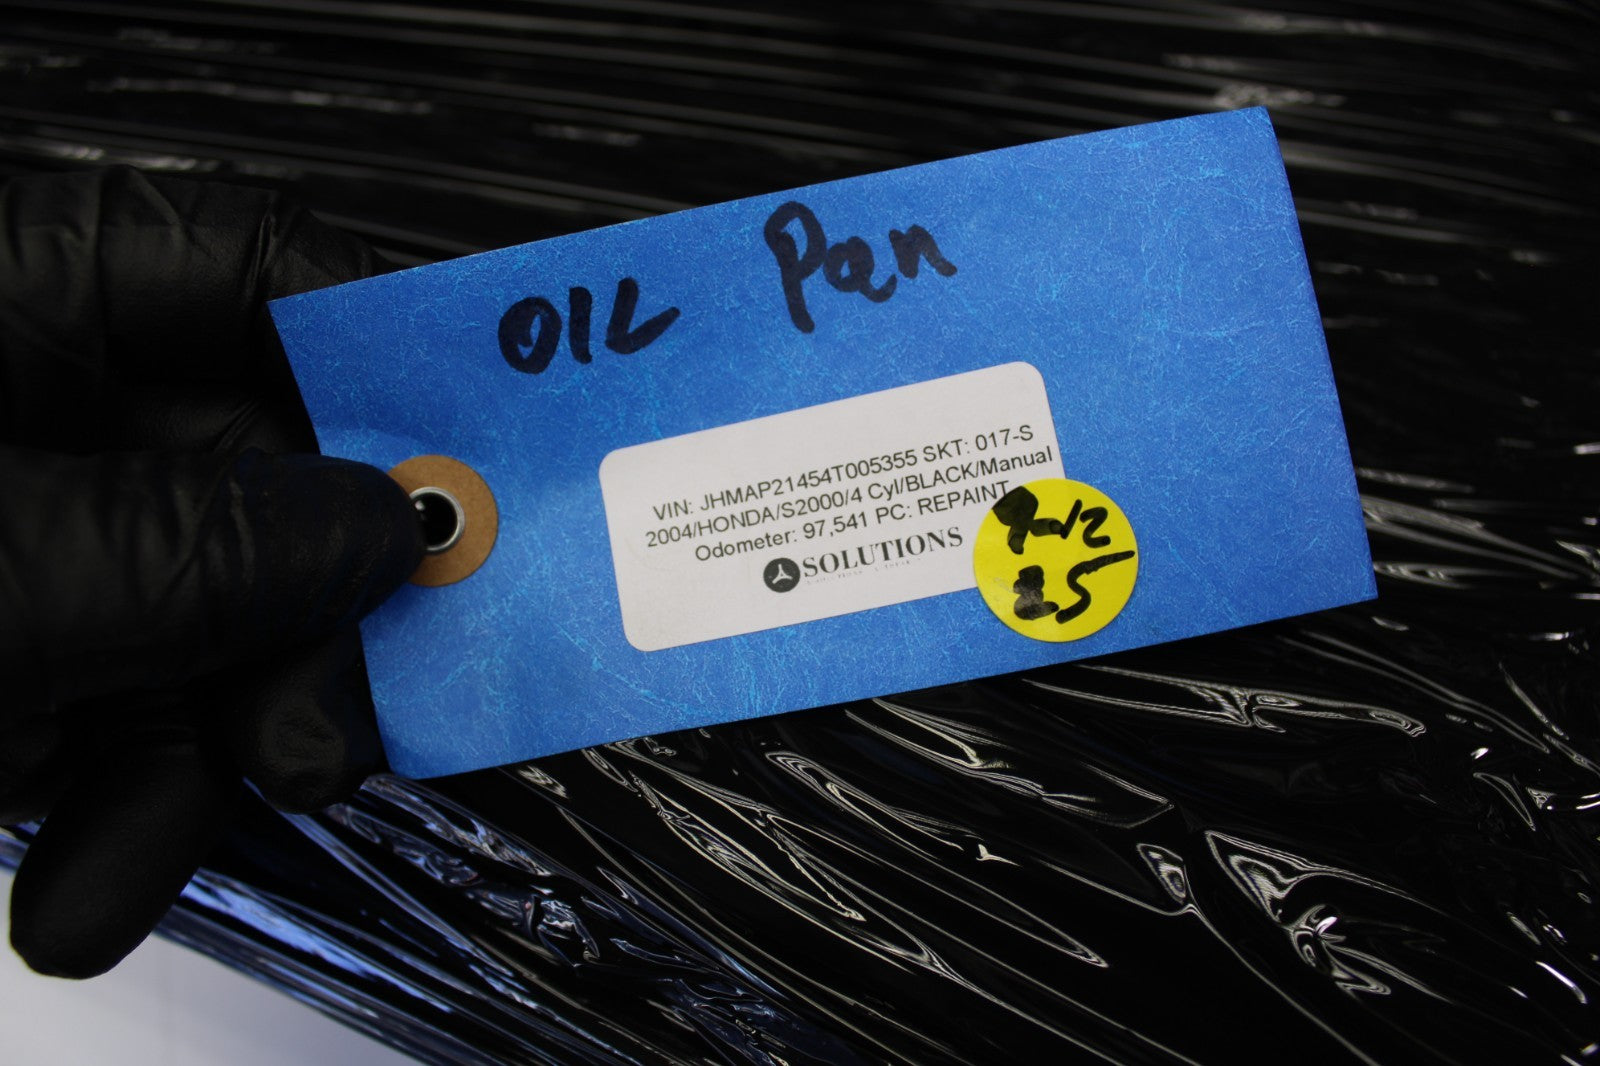 OIL Pan
VIN: JHMAP21454T005355 SKT: 017-S
2004/HONDA/S2000/4 Cyl/BLACK/Manual
Odometer: 97,541 PC: REPAINT
SOLUTIONS